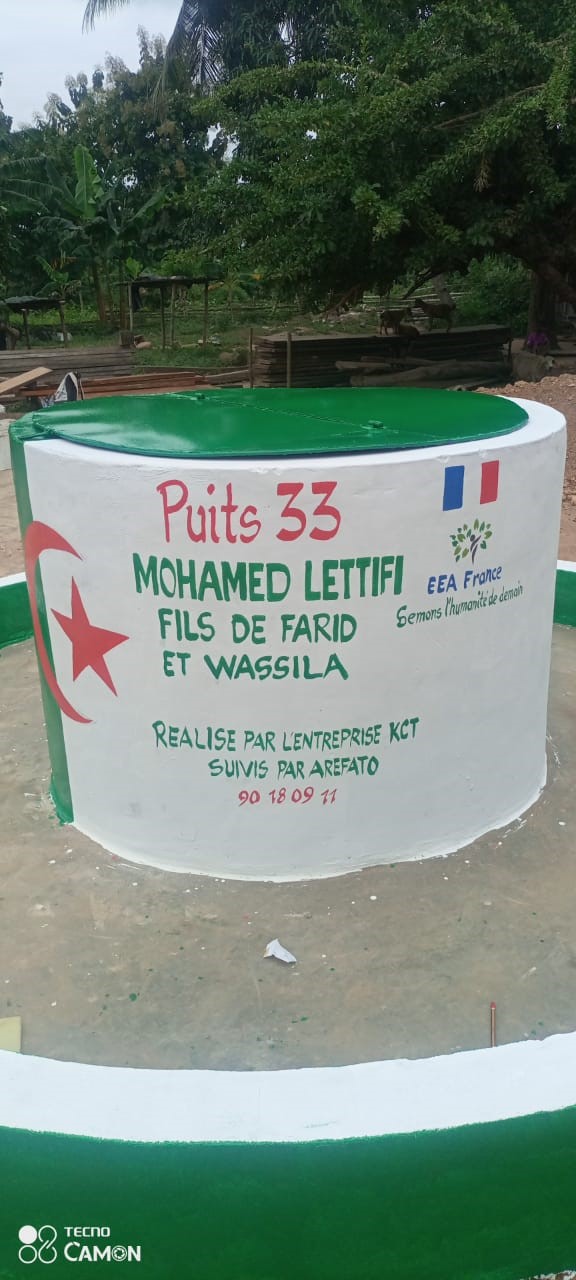 Puits 33
MOHAMED LETTIFI
FILS DE FARID
ET WASSILA
EEA France
Semons l'humanité de demain
REALISE PAR L'ENTREPRISE KCT
SUIVIS PAR AREFATO
90 18 09 11
TECNO
CAMON